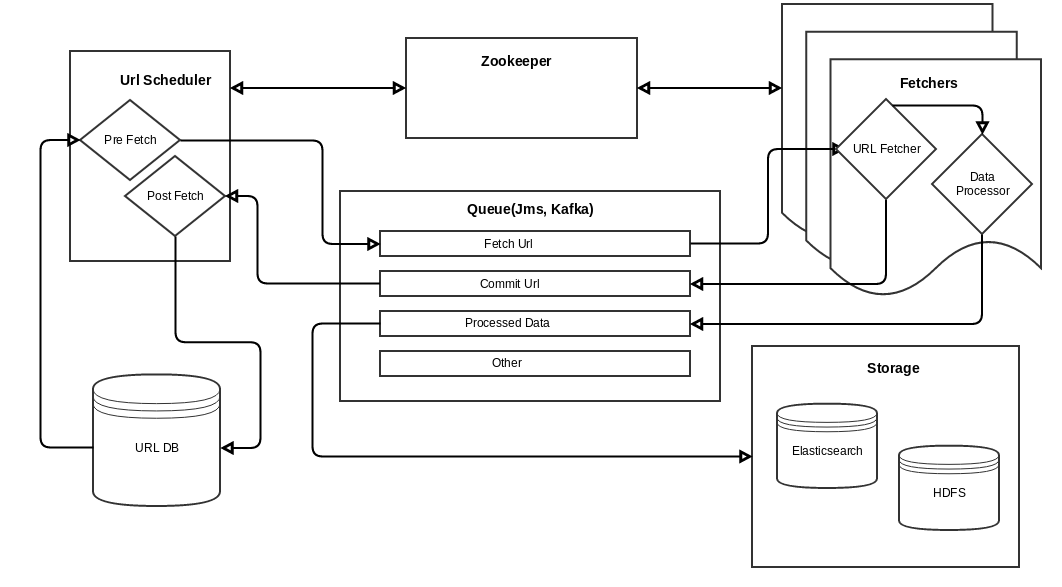 Url Scheduler
Pre Fetch
Post Fetch
Zookeeper
Fetchers
URL Fetcher
Data
Processor
Queue(Jms, Kafka)
Fetch Url
Commit Url
Processed Data
Other
URL DB
Storage
Elasticsearch
HDFS